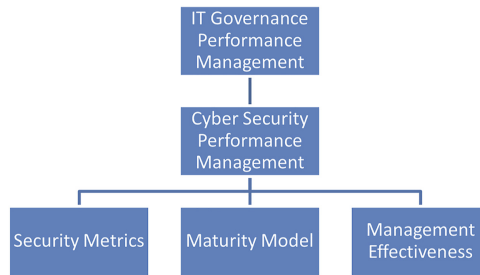 IT Governance
Performance
Management
Cyber Security
Performance
Management
Security Metrics
Maturity Model
Management
Effectiveness